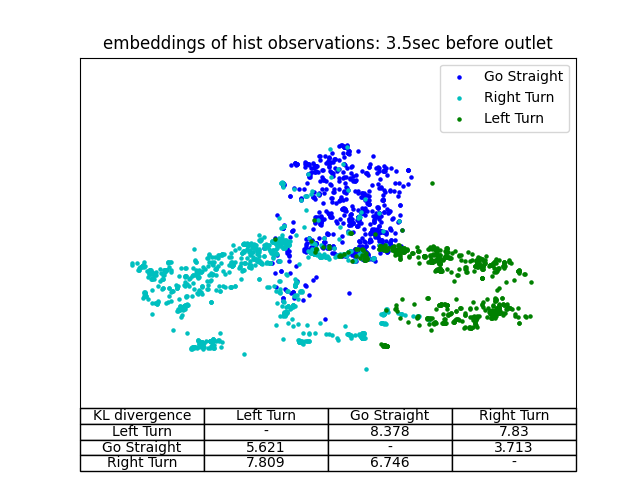 embeddings of hist observations: 3.5sec before outlet
Go Straight
Right Turn
Left Turn
KL divergence Left Turn Go Straight Right Turn
Left Turn - 8.378 7.83
Go Straight 5.621 - 3.713
Right Turn 7.809 6.746 -